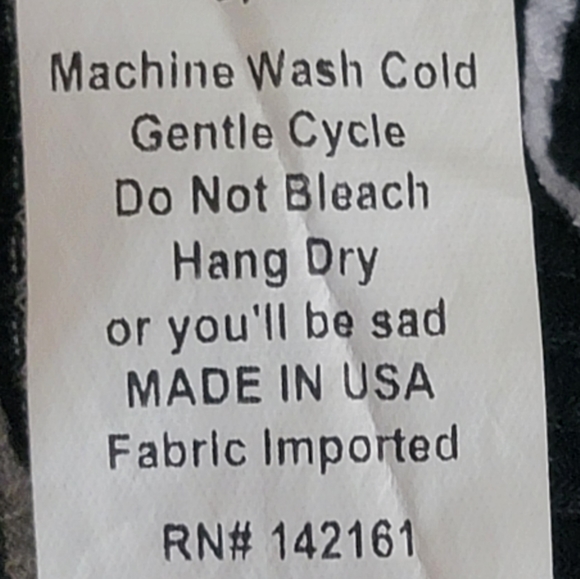 Machine Wash Cold
Gentle Cycle
Do Not Bleach
Hang Dry
or you'll be sad
MADE IN USA
Fabric Imported
RN# 142161